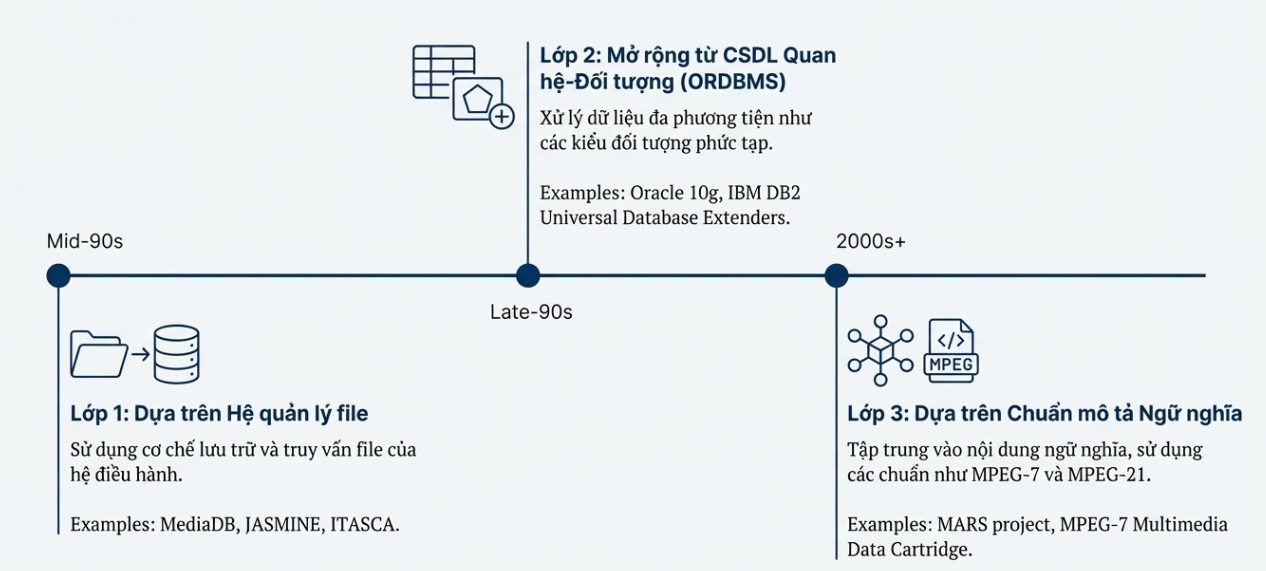 Lớp 2: Mở rộng từ CSDL Quan
hệ-Đối tượng (ORDBMS)
Xử lý dữ liệu đa phương tiện như
các kiểu đối tượng phức tạp.
Examples: Oracle 10g, IBM DB2
Universal Database Extenders.
Mid-90s
2000s+
Late-90s
</>
MPEG
Lớp 1: Dựa trên Hệ quản lý file
Sử dụng cơ chế lưu trữ và truy vấn file của
hệ điều hành.
Examples: MediaDB, JASMINE, ITASCA.
Lớp 3: Dựa trên Chuẩn mô tả Ngữ nghĩa
Tập trung vào nội dung ngữ nghĩa, sử dụng
các chuẩn như MPEG-7 và MPEG-21.
Examples: MARS project, MPEG-7 Multimedia
Data Cartridge.